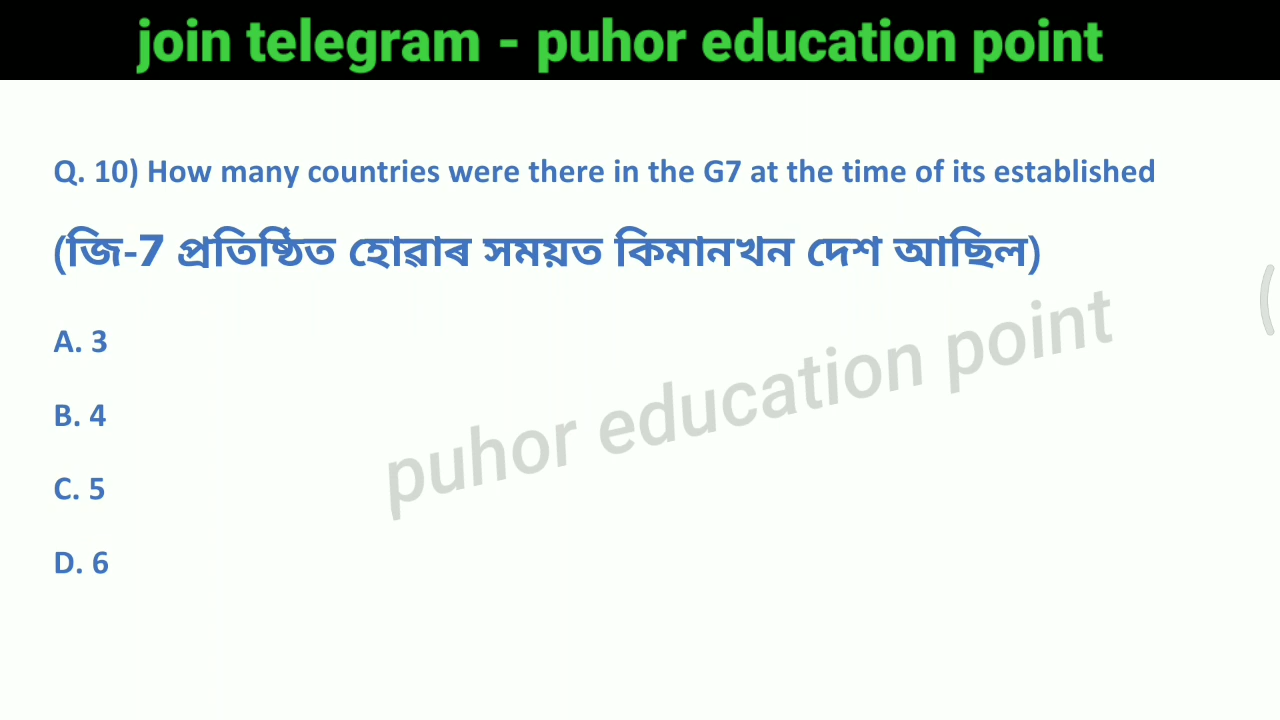 join telegram - puhor education point
Q. 10) How many countries were there in the G7 at the time of its established
(জি-7 প্ৰতিষ্ঠিত হোৱাৰ সময়ত কিমানখন দেশ আছিল)
A. 3
B. 4
puhor education point
C. 5
D. 6